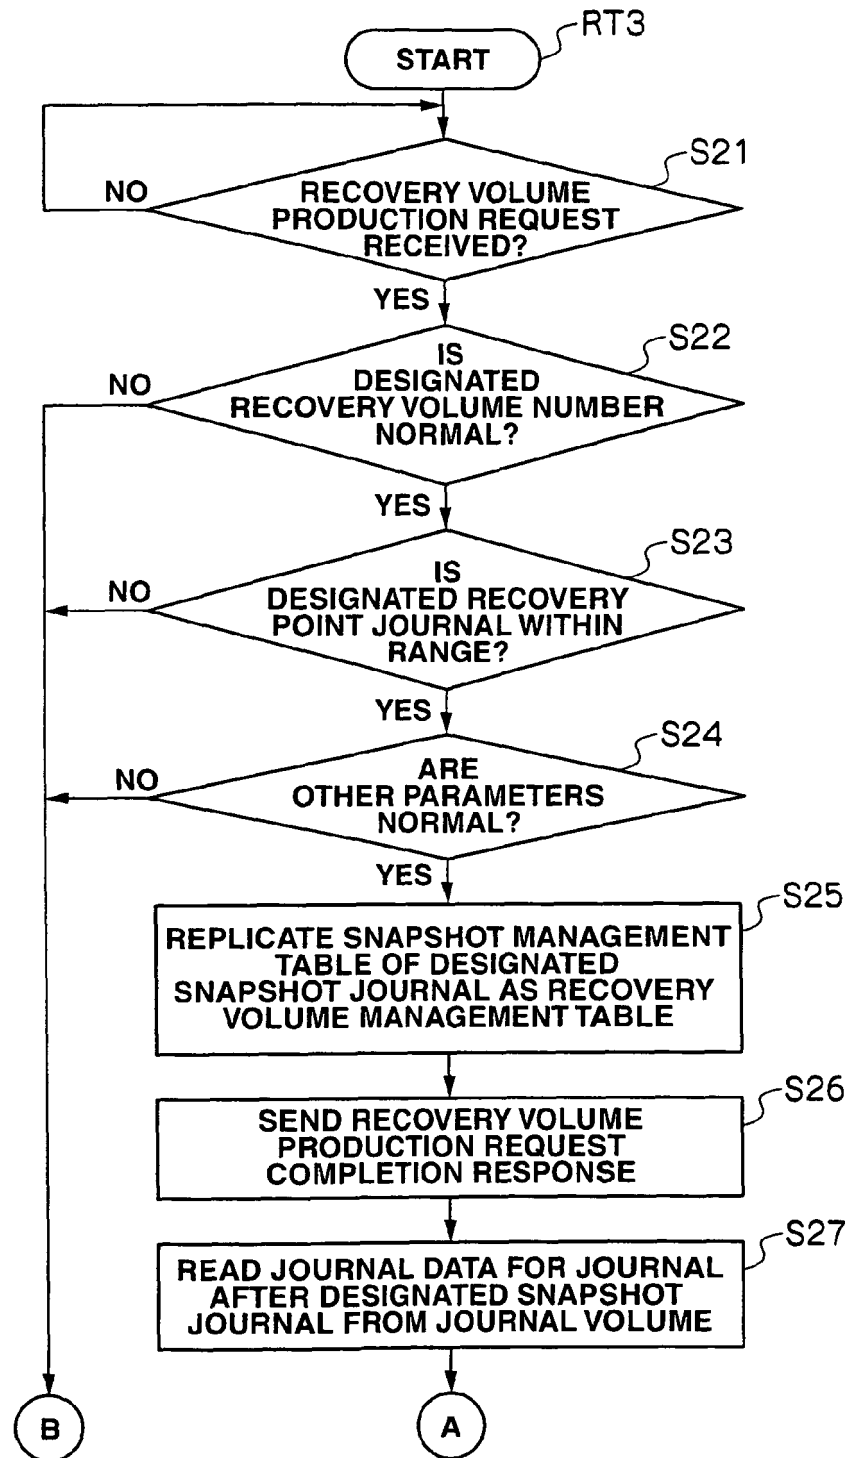 RT3
START
S21
NO
RECOVERY VOLUME
PRODUCTION REQUEST
RECEIVED?
YES
S22
NO
IS
DESIGNATED
RECOVERY VOLUME NUMBER
NORMAL?
YES
S23
NO
IS
DESIGNATED RECOVERY
POINT JOURNAL WITHIN
RANGE?
YES
S24
NO
ARE
OTHER PARAMETERS
NORMAL?
YES
S25
REPLICATE SNAPSHOT MANAGEMENT
TABLE OF DESIGNATED
SNAPSHOT JOURNAL AS RECOVERY
VOLUME MANAGEMENT TABLE
S26
SEND RECOVERY VOLUME
PRODUCTION REQUEST
COMPLETION RESPONSE
S27
READ JOURNAL DATA FOR JOURNAL
AFTER DESIGNATED SNAPSHOT
JOURNAL FROM JOURNAL VOLUME
B
A